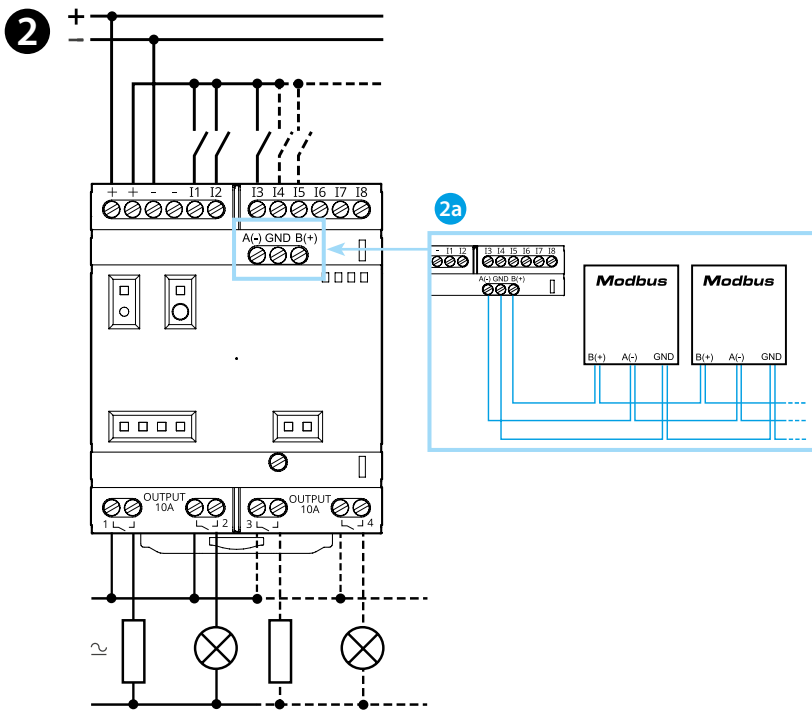 2
+
−
+ + - - I1 I2 I3 I4 I5 I6 I7 I8
A(-) GND B(+)
OUTPUT 10A
OUTPUT 10A
1 2 3 4
≃
2a
- I1 I2 I3 I4 I5 I6 I7 I8
A(-) GND B(+)
Modbus
B(+) A(-) GND
Modbus
B(+) A(-) GND